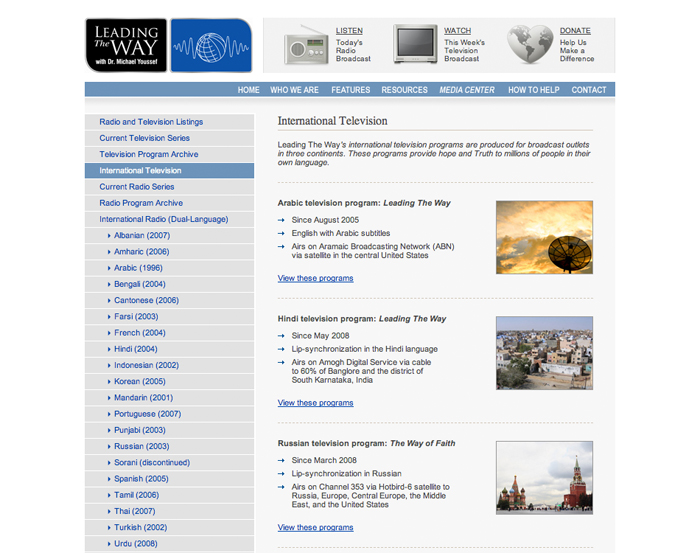 LEADING
The WAY
with Dr. Michael Youssef
LISTEN
Today's
Radio
Broadcast
WATCH
This Week's
Television
Broadcast
DONATE
Help Us
Make a
Difference
HOME WHO WE ARE FEATURES RESOURCES MEDIA CENTER HOW TO HELP CONTACT
Radio and Television Listings
Current Television Series
Television Program Archive
International Television
Current Radio Series
Radio Program Archive
International Radio (Dual-Language)
Albanian (2007)
Amharic (2006)
Arabic (1996)
Bengali (2004)
Cantonese (2006)
Farsi (2003)
French (2004)
Hindi (2004)
Indonesian (2002)
Korean (2005)
Mandarin (2001)
Portuguese (2007)
Punjabi (2003)
Russian (2003)
Sorani (discontinued)
Spanish (2005)
Tamil (2006)
Thai (2007)
Turkish (2002)
Urdu (2008)
International Television
Leading The Way's international television programs are produced for broadcast outlets
in three continents. These programs provide hope and Truth to millions of people in their
own language.
Arabic television program: Leading The Way
Since August 2005
English with Arabic subtitles
Airs on Aramaic Broadcasting Network (ABN)
via satellite in the central United States
View these programs
Hindi television program: Leading The Way
Since May 2008
Lip-synchronization in the Hindi language
Airs on Amogh Digital Service via cable
to 60% of Banglore and the district of
South Karnataka, India
View these programs
Russian television program: The Way of Faith
Since March 2008
Lip-synchronization in Russian
Airs on Channel 353 via Hotbird-6 satellite to
Russia, Europe, Central Europe, the Middle
East, and the United States
View these programs